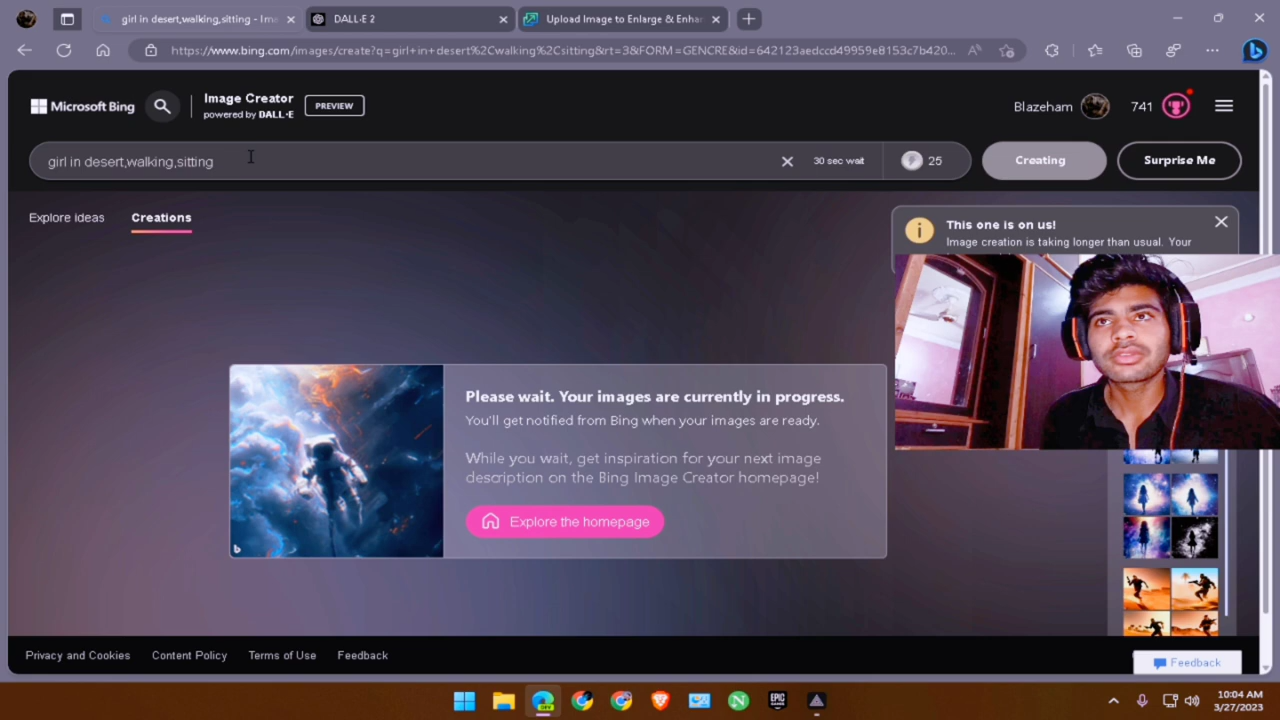 girl in desert,walking,sitting - Ima
DALL·E 2
Upload Image to Enlarge & Enhan
https://www.bing.com/images/create?q=girl+in+desert%2Cwalking%2Csitting&rt=3&FORM=GENCRE&id=642123aedccd49959e8153c7b420...
Microsoft Bing
Image Creator
powered by DALL·E
PREVIEW
Blazeham
741
girl in desert,walking,sitting
30 sec wait
25
Creating
Surprise Me
Explore ideas
Creations
This one is on us!
Image creation is taking longer than usual. Your
Please wait. Your images are currently in progress.
You'll get notified from Bing when your images are ready.
While you wait, get inspiration for your next image
description on the Bing Image Creator homepage!
Explore the homepage
Privacy and Cookies
Content Policy
Terms of Use
Feedback
Feedback
10:04 AM
3/27/2023